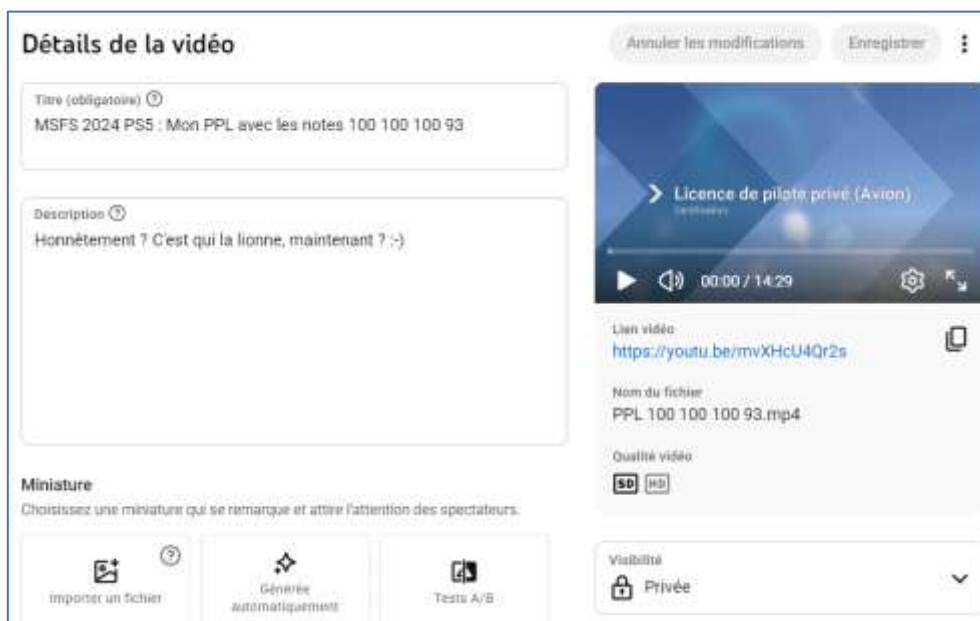 Détails de la vidéo
Annuler les modifications
Enregistrer
Titre (obligatoire)
MSFS 2024 PS5 : Mon PPL avec les notes 100 100 100 93
Description
Honnêtement ? C'est qui la lionne, maintenant ? :-)
Miniature
Choisissez une miniature qui se remarque et attire l'attention des spectateurs.
Importer un fichier
Générée
automatiquement
Tests A/B
Licence de pilote privé (Avion)
00:00 / 14:29
Lien vidéo
https://youtu.be/mvXHcU4Qr2s
Nom du fichier
PPL 100 100 100 93.mp4
Qualité vidéo
SD HD
Visibilité
Privée